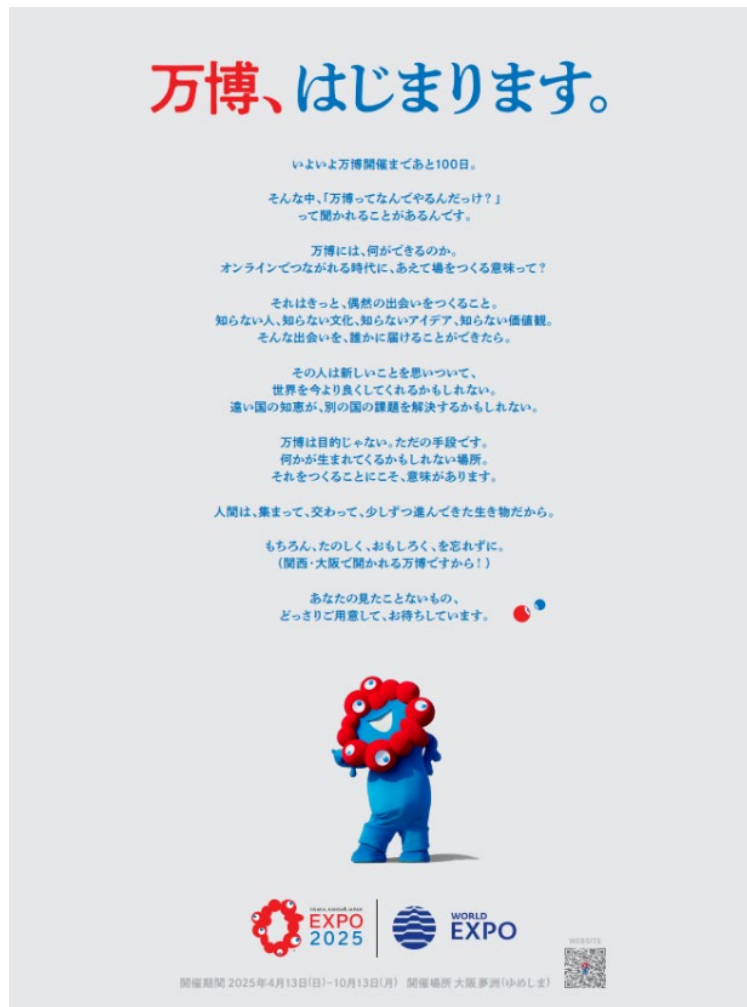 万博、はじまります。
いよいよ万博開催まであと100日。
そんな中、「万博ってなんでやるんだっけ？」
って聞かれることがあるんです。
万博には、何ができるのか。
オンラインでつながれる時代に、あえて場をつくる意味って？
それはきっと、偶然の出会いをつくること。
知らない人、知らない文化、知らないアイデア、知らない価値観。
そんな出会いを、誰かに届けることができたら。
その人は新しいことを思いついて、
世界を今より良くしてくれるかもしれない。
遠い国の知恵が、別の国の課題を解決するかもしれない。
万博は目的じゃない。ただの手段です。
何かが生まれてくるかもしれない場所。
それをつくることにこそ、意味があります。
人間は、集まって、交わって、少しずつ進んできた生き物だから。
もちろん、たのしく、おもしろく、を忘れずに。
（関西・大阪で開かれる万博ですから！）
あなたの見たことないもの、
どっさりご用意して、お待ちしています。
OSAKA, KANSAI, JAPAN
EXPO
2025
WORLD
EXPO
WEBSITE
開催期間 2025年4月13日(日)-10月13日(月) 開催場所 大阪 夢洲(ゆめしま)